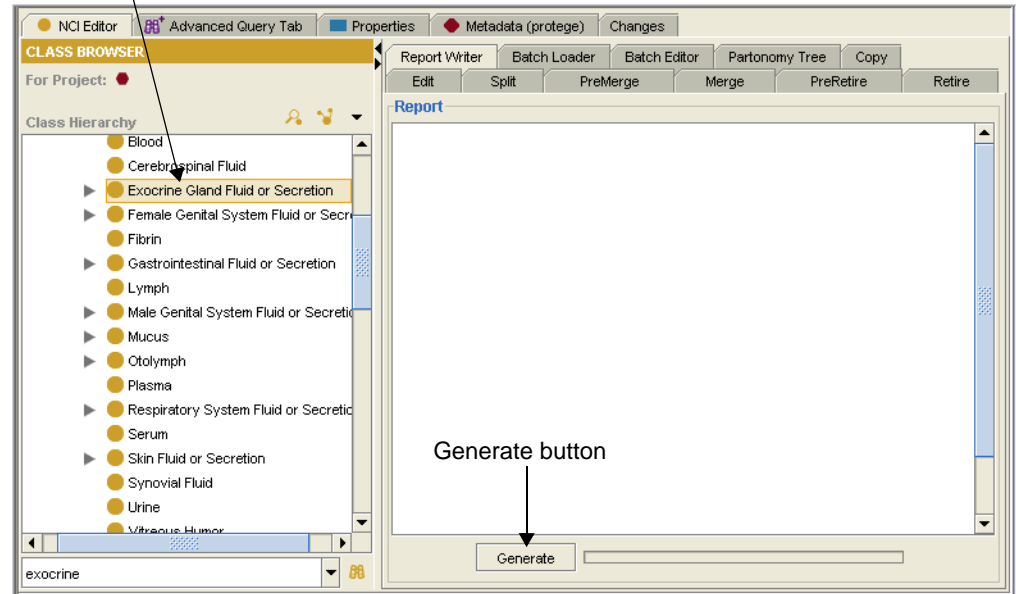 NCI Editor Advanced Query Tab Properties Metadata (protege) Changes
CLASS BROWSER
For Project:
Class Hierarchy
Blood
Cerebrospinal Fluid
Exocrine Gland Fluid or Secretion
Female Genital System Fluid or Secre
Fibrin
Gastrointestinal Fluid or Secretion
Lymph
Male Genital System Fluid or Secretio
Mucus
Otolymph
Plasma
Respiratory System Fluid or Secretio
Serum
Skin Fluid or Secretion
Synovial Fluid
Urine
Vitreous Humor
exocrine
Report Writer Batch Loader Batch Editor Partonomy Tree Copy
Edit Split PreMerge Merge PreRetire Retire
Report
Generate button
Generate